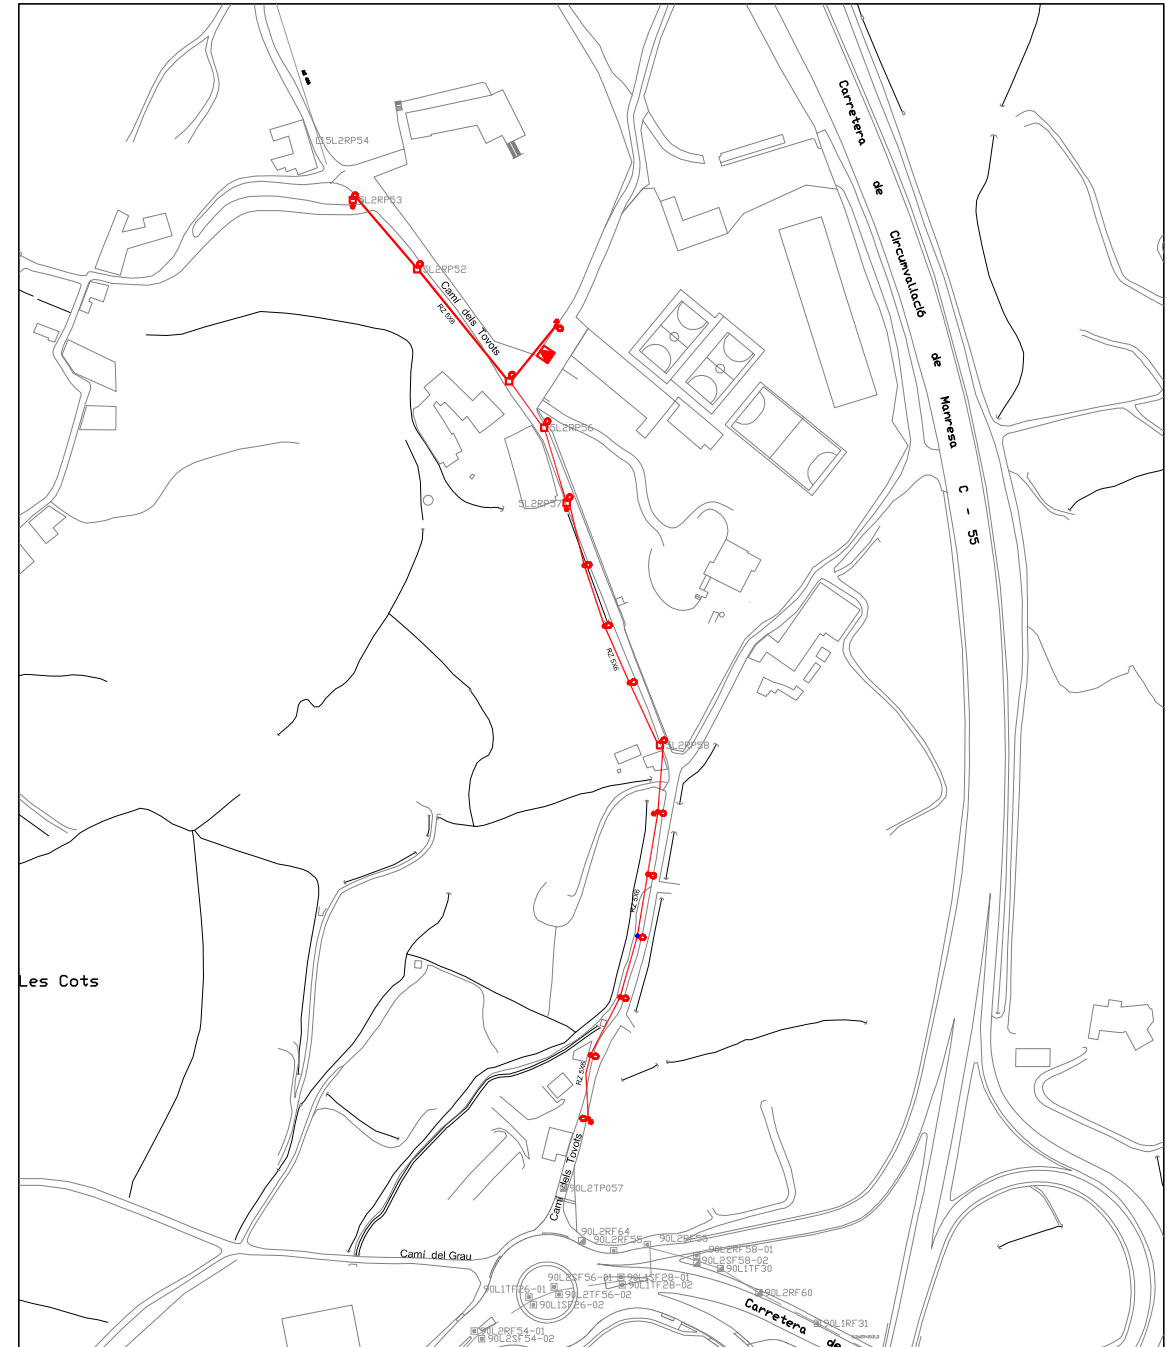 5L2RP54
5L2RP53
5L2RP52
Camí dels Tovots
RZ 5X6
5L2RP56
5L2RP57
RZ 5X6
5L2RP58
RZ 5X6
RZ 5X6
Camí dels Tovots
Carretera de Circumval.lació de Manresa C - 55
Les Cots
90L2TP057
90L2RF64
90L2RF55
90L2RF55
90L2RF58-01
90L2SF58-02
90L1TF30
Camí del Grau
90L2SF56-01
90L1SF28-01
90L1TF26-01
90L2TF56-02
90L1TF28-02
90L1SF26-02
90L2RF60
90L1RF31
90L2RF54-01
90L2SF54-02
Carretera de